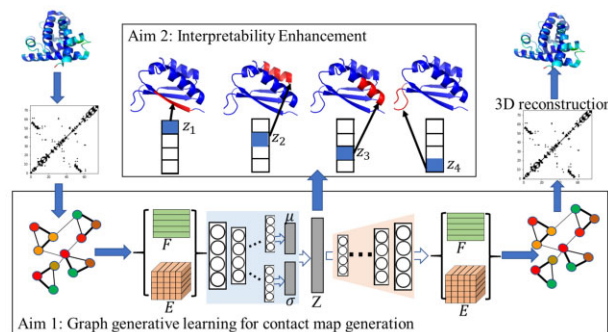 Aim 2: Interpretability Enhancement
z₁
z₂
z₃
z₄
3D reconstruction
F
E
μ
σ
Z
F
E
Aim 1: Graph generative learning for contact map generation